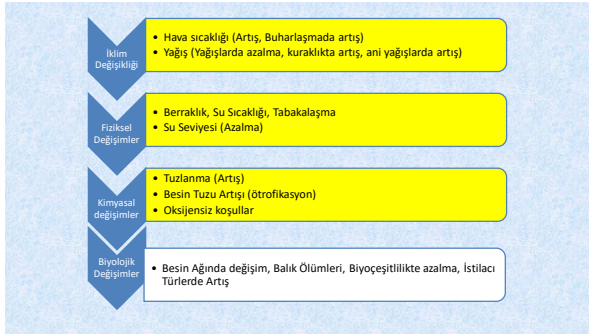 İklim
Değişikliği
• Hava sıcaklığı (Artış, Buharlaşmada artış)
• Yağış (Yağışlarda azalma, kuraklıkta artış, ani yağışlarda artış)
Fiziksel
Değişimler
• Berraklık, Su Sıcaklığı, Tabakalaşma
• Su Seviyesi (Azalma)
Kimyasal
değişimler
• Tuzlanma (Artış)
• Besin Tuzu Artışı (ötrofikasyon)
• Oksijensiz koşullar
Biyolojik
Değişimler
• Besin Ağında değişim, Balık Ölümleri, Biyoçeşitlilikte azalma, İstilacı
Türlerde Artış